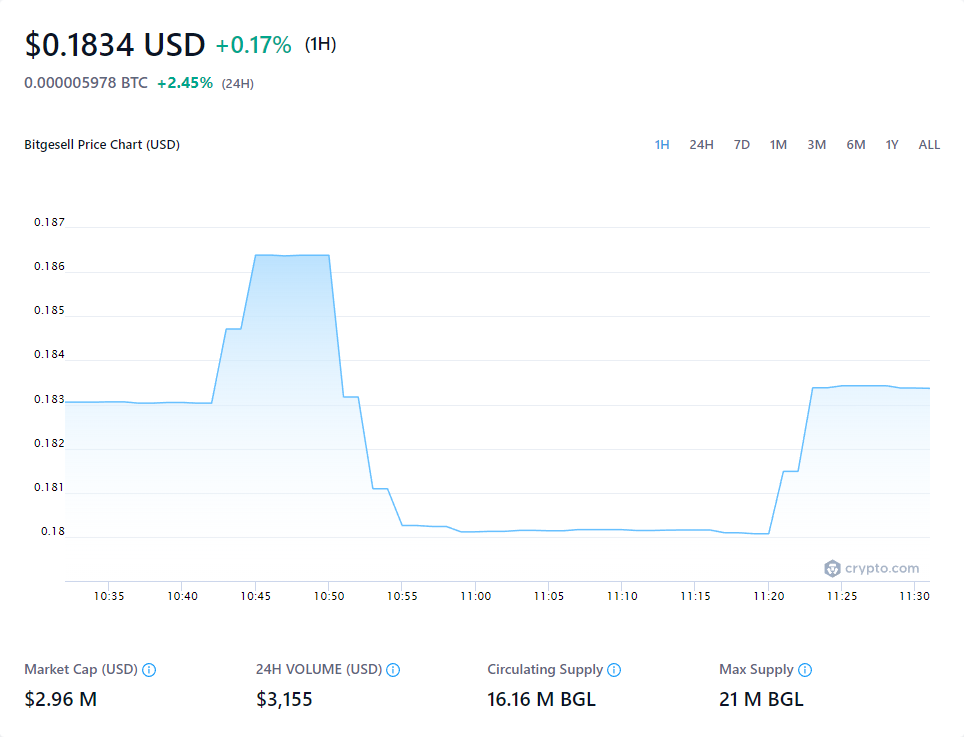 $0.1834 USD +0.17% (1H)
0.000005978 BTC +2.45% (24H)
Bitgesell Price Chart (USD) 1H 24H 7D 1M 3M 6M 1Y ALL
0.187
0.186
0.185
0.184
0.183
0.182
0.181
0.18
crypto.com
10:35 10:40 10:45 10:50 10:55 11:00 11:05 11:10 11:15 11:20 11:25 11:30
Market Cap (USD) 24H VOLUME (USD) Circulating Supply Max Supply
$2.96 M $3,155 16.16 M BGL 21 M BGL